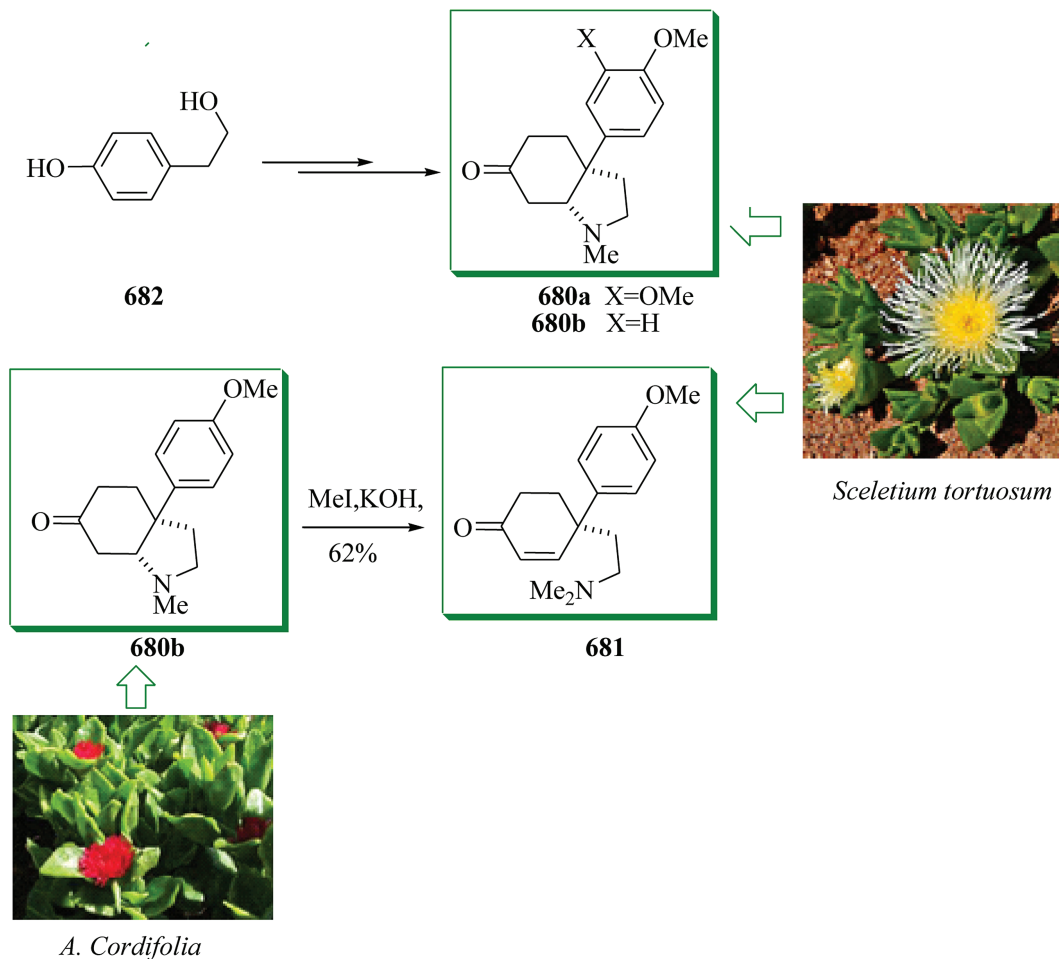 X
OMe
HO
HO
O
N
Me
682
680a X=OMe
680b X=H
OMe
O
N
Me
MeI,KOH,
62%
OMe
O
Me₂N
Sceletium tortuosum
680b
681
A. Cordifolia